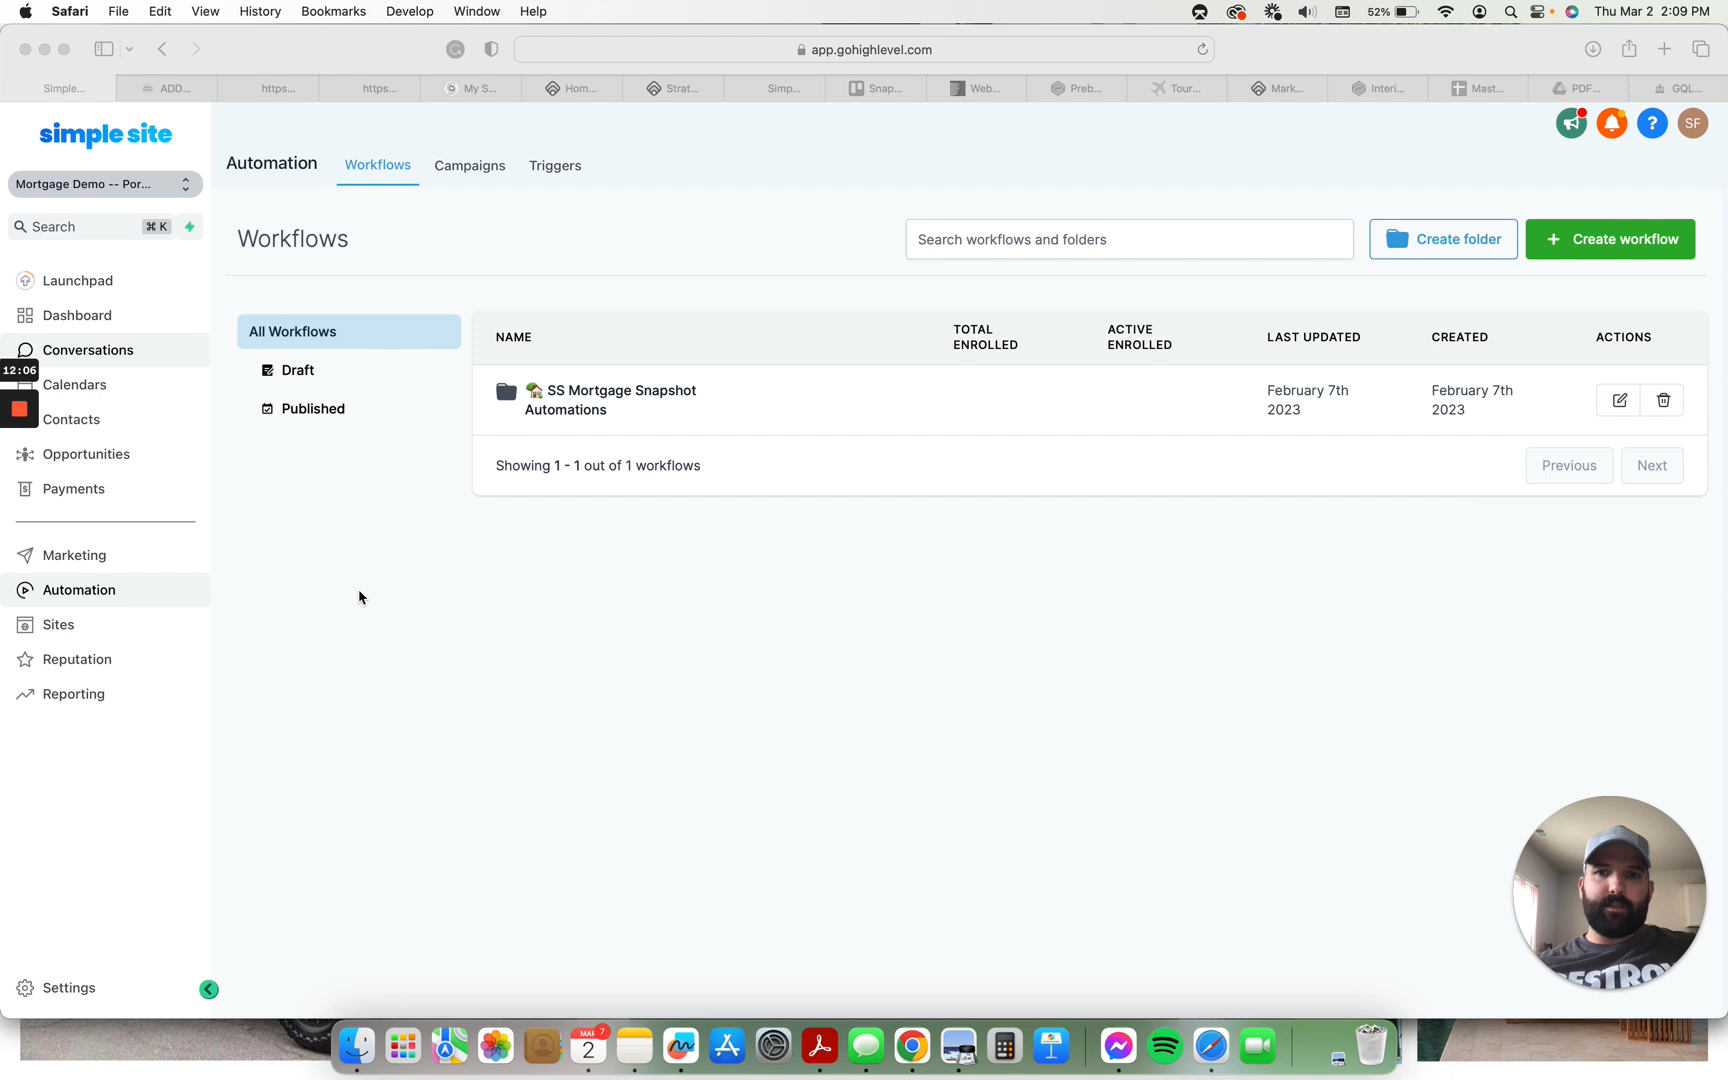 Safari File Edit View History Bookmarks Develop Window Help 52% Thu Mar 2 2:09 PM
app.gohighlevel.com
Simple... ADD... https... https... My S... Hom... Strat... Simp... Snap... Web... Preb... Tour... Mark... Interi... Mast... PDF... GQL...
simple site
Mortgage Demo -- Por...
Search ⌘ K
Launchpad
Dashboard
Conversations
12:06
Calendars
Contacts
Opportunities
Payments
Marketing
Automation
Sites
Reputation
Reporting
Settings
Automation Workflows Campaigns Triggers
? SF
Workflows
Search workflows and folders
Create folder
+ Create workflow
All Workflows
Draft
Published
NAME
TOTAL
ENROLLED
ACTIVE
ENROLLED
LAST UPDATED
CREATED
ACTIONS
SS Mortgage Snapshot
Automations
February 7th
2023
February 7th
2023
Showing 1 - 1 out of 1 workflows
Previous Next
DESTROY
MAR 7
2